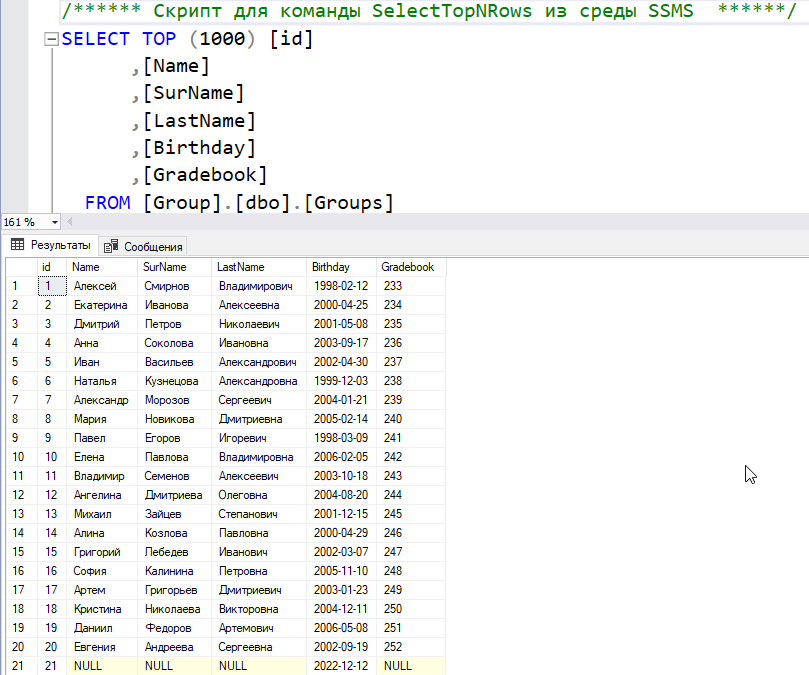 /****** Скрипт для команды SelectTopNRows из среды SSMS  ******/
SELECT TOP (1000) [id]
,[Name]
,[SurName]
,[LastName]
,[Birthday]
,[Gradebook]
FROM [Group].[dbo].[Groups]
161 %
Результаты Сообщения
id Name SurName LastName Birthday Gradebook
1 1 Алексей Смирнов Владимирович 1998-02-12 233
2 2 Екатерина Иванова Алексеевна 2000-04-25 234
3 3 Дмитрий Петров Николаевич 2001-05-08 235
4 4 Анна Соколова Ивановна 2003-09-17 236
5 5 Иван Васильев Александрович 2002-04-30 237
6 6 Наталья Кузнецова Александровна 1999-12-03 238
7 7 Александр Морозов Сергеевич 2004-01-21 239
8 8 Мария Новикова Дмитриевна 2005-02-14 240
9 9 Павел Егоров Игоревич 1998-03-09 241
10 10 Елена Павлова Владимировна 2006-02-05 242
11 11 Владимир Семенов Алексеевич 2003-10-18 243
12 12 Ангелина Дмитриева Олеговна 2004-08-20 244
13 13 Михаил Зайцев Степанович 2001-12-15 245
14 14 Алина Козлова Павловна 2000-04-29 246
15 15 Григорий Лебедев Иванович 2002-03-07 247
16 16 София Калинина Петровна 2005-11-10 248
17 17 Артем Григорьев Дмитриевич 2003-01-23 249
18 18 Кристина Николаева Викторовна 2004-12-11 250
19 19 Даниил Федоров Артемович 2006-05-08 251
20 20 Евгения Андреева Сергеевна 2002-09-19 252
21 21 NULL NULL NULL 2022-12-12 NULL